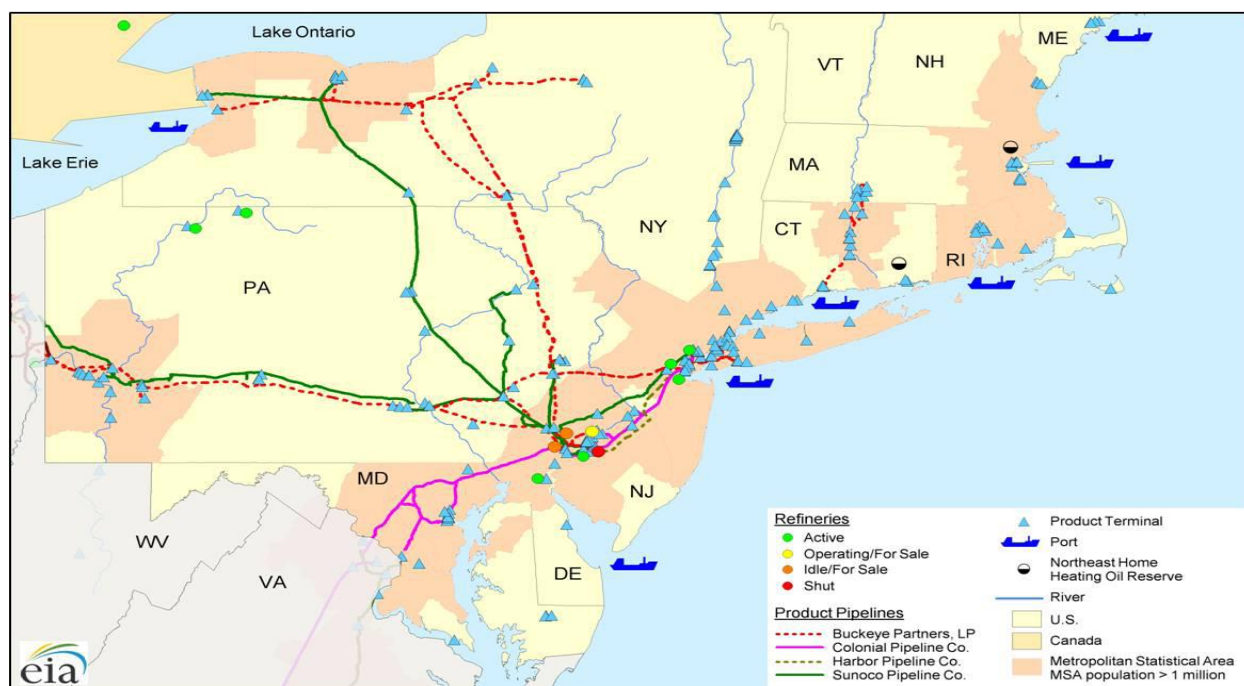 Lake Ontario
ME
VT
NH
Lake Erie
MA
NY
CT
RI
PA
MD
NJ
WV
VA
DE
Refineries
Active
Operating/For Sale
Idle/For Sale
Shut
Product Pipelines
Buckeye Partners, LP
Colonial Pipeline Co.
Harbor Pipeline Co.
Sunoco Pipeline Co.
Product Terminal
Port
Northeast Home
Heating Oil Reserve
River
U.S.
Canada
Metropolitan Statistical Area
MSA population > 1 million
eia